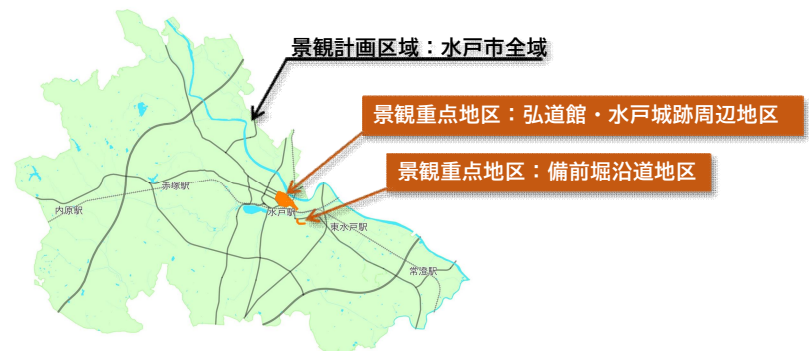 景観計画区域：水戸市全域
景観重点地区：弘道館・水戸城跡周辺地区
景観重点地区：備前堀沿道地区
赤塚駅
内原駅
水戸駅
東水戸駅
常澄駅